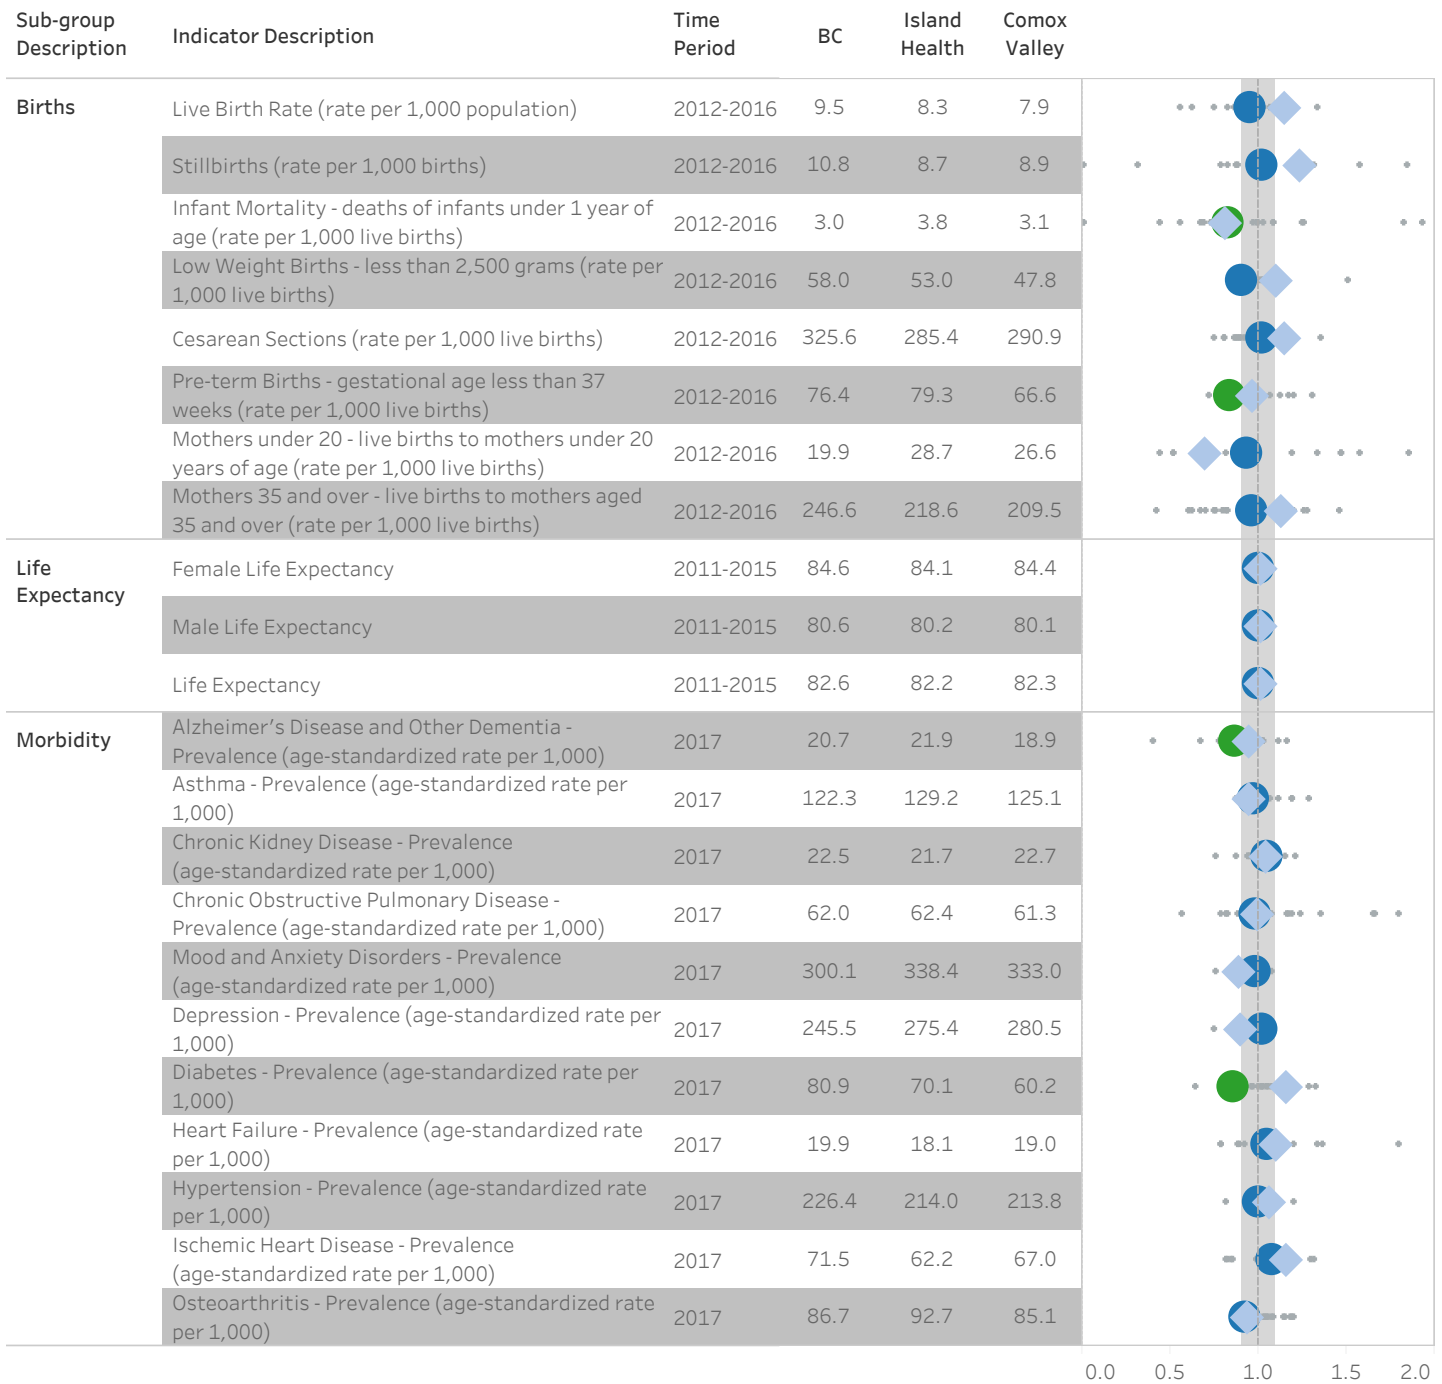 Sub-group Description Indicator Description Time Period BC Island Health Comox Valley
Births Live Birth Rate (rate per 1,000 population) 2012-2016 9.5 8.3 7.9
Stillbirths (rate per 1,000 births) 2012-2016 10.8 8.7 8.9
Infant Mortality - deaths of infants under 1 year of
age (rate per 1,000 live births) 2012-2016 3.0 3.8 3.1
Low Weight Births - less than 2,500 grams (rate per
1,000 live births) 2012-2016 58.0 53.0 47.8
Cesarean Sections (rate per 1,000 live births) 2012-2016 325.6 285.4 290.9
Pre-term Births - gestational age less than 37
weeks (rate per 1,000 live births) 2012-2016 76.4 79.3 66.6
Mothers under 20 - live births to mothers under 20
years of age (rate per 1,000 live births) 2012-2016 19.9 28.7 26.6
Mothers 35 and over - live births to mothers aged
35 and over (rate per 1,000 live births) 2012-2016 246.6 218.6 209.5
Life Expectancy Female Life Expectancy 2011-2015 84.6 84.1 84.4
Male Life Expectancy 2011-2015 80.6 80.2 80.1
Life Expectancy 2011-2015 82.6 82.2 82.3
Morbidity Alzheimer's Disease and Other Dementia -
Prevalence (age-standardized rate per 1,000) 2017 20.7 21.9 18.9
Asthma - Prevalence (age-standardized rate per
1,000) 2017 122.3 129.2 125.1
Chronic Kidney Disease - Prevalence
(age-standardized rate per 1,000) 2017 22.5 21.7 22.7
Chronic Obstructive Pulmonary Disease -
Prevalence (age-standardized rate per 1,000) 2017 62.0 62.4 61.3
Mood and Anxiety Disorders - Prevalence
(age-standardized rate per 1,000) 2017 300.1 338.4 333.0
Depression - Prevalence (age-standardized rate per
1,000) 2017 245.5 275.4 280.5
Diabetes - Prevalence (age-standardized rate per
1,000) 2017 80.9 70.1 60.2
Heart Failure - Prevalence (age-standardized rate
per 1,000) 2017 19.9 18.1 19.0
Hypertension - Prevalence (age-standardized rate
per 1,000) 2017 226.4 214.0 213.8
Ischemic Heart Disease - Prevalence
(age-standardized rate per 1,000) 2017 71.5 62.2 67.0
Osteoarthritis - Prevalence (age-standardized rate
per 1,000) 2017 86.7 92.7 85.1
0.0 0.5 1.0 1.5 2.0